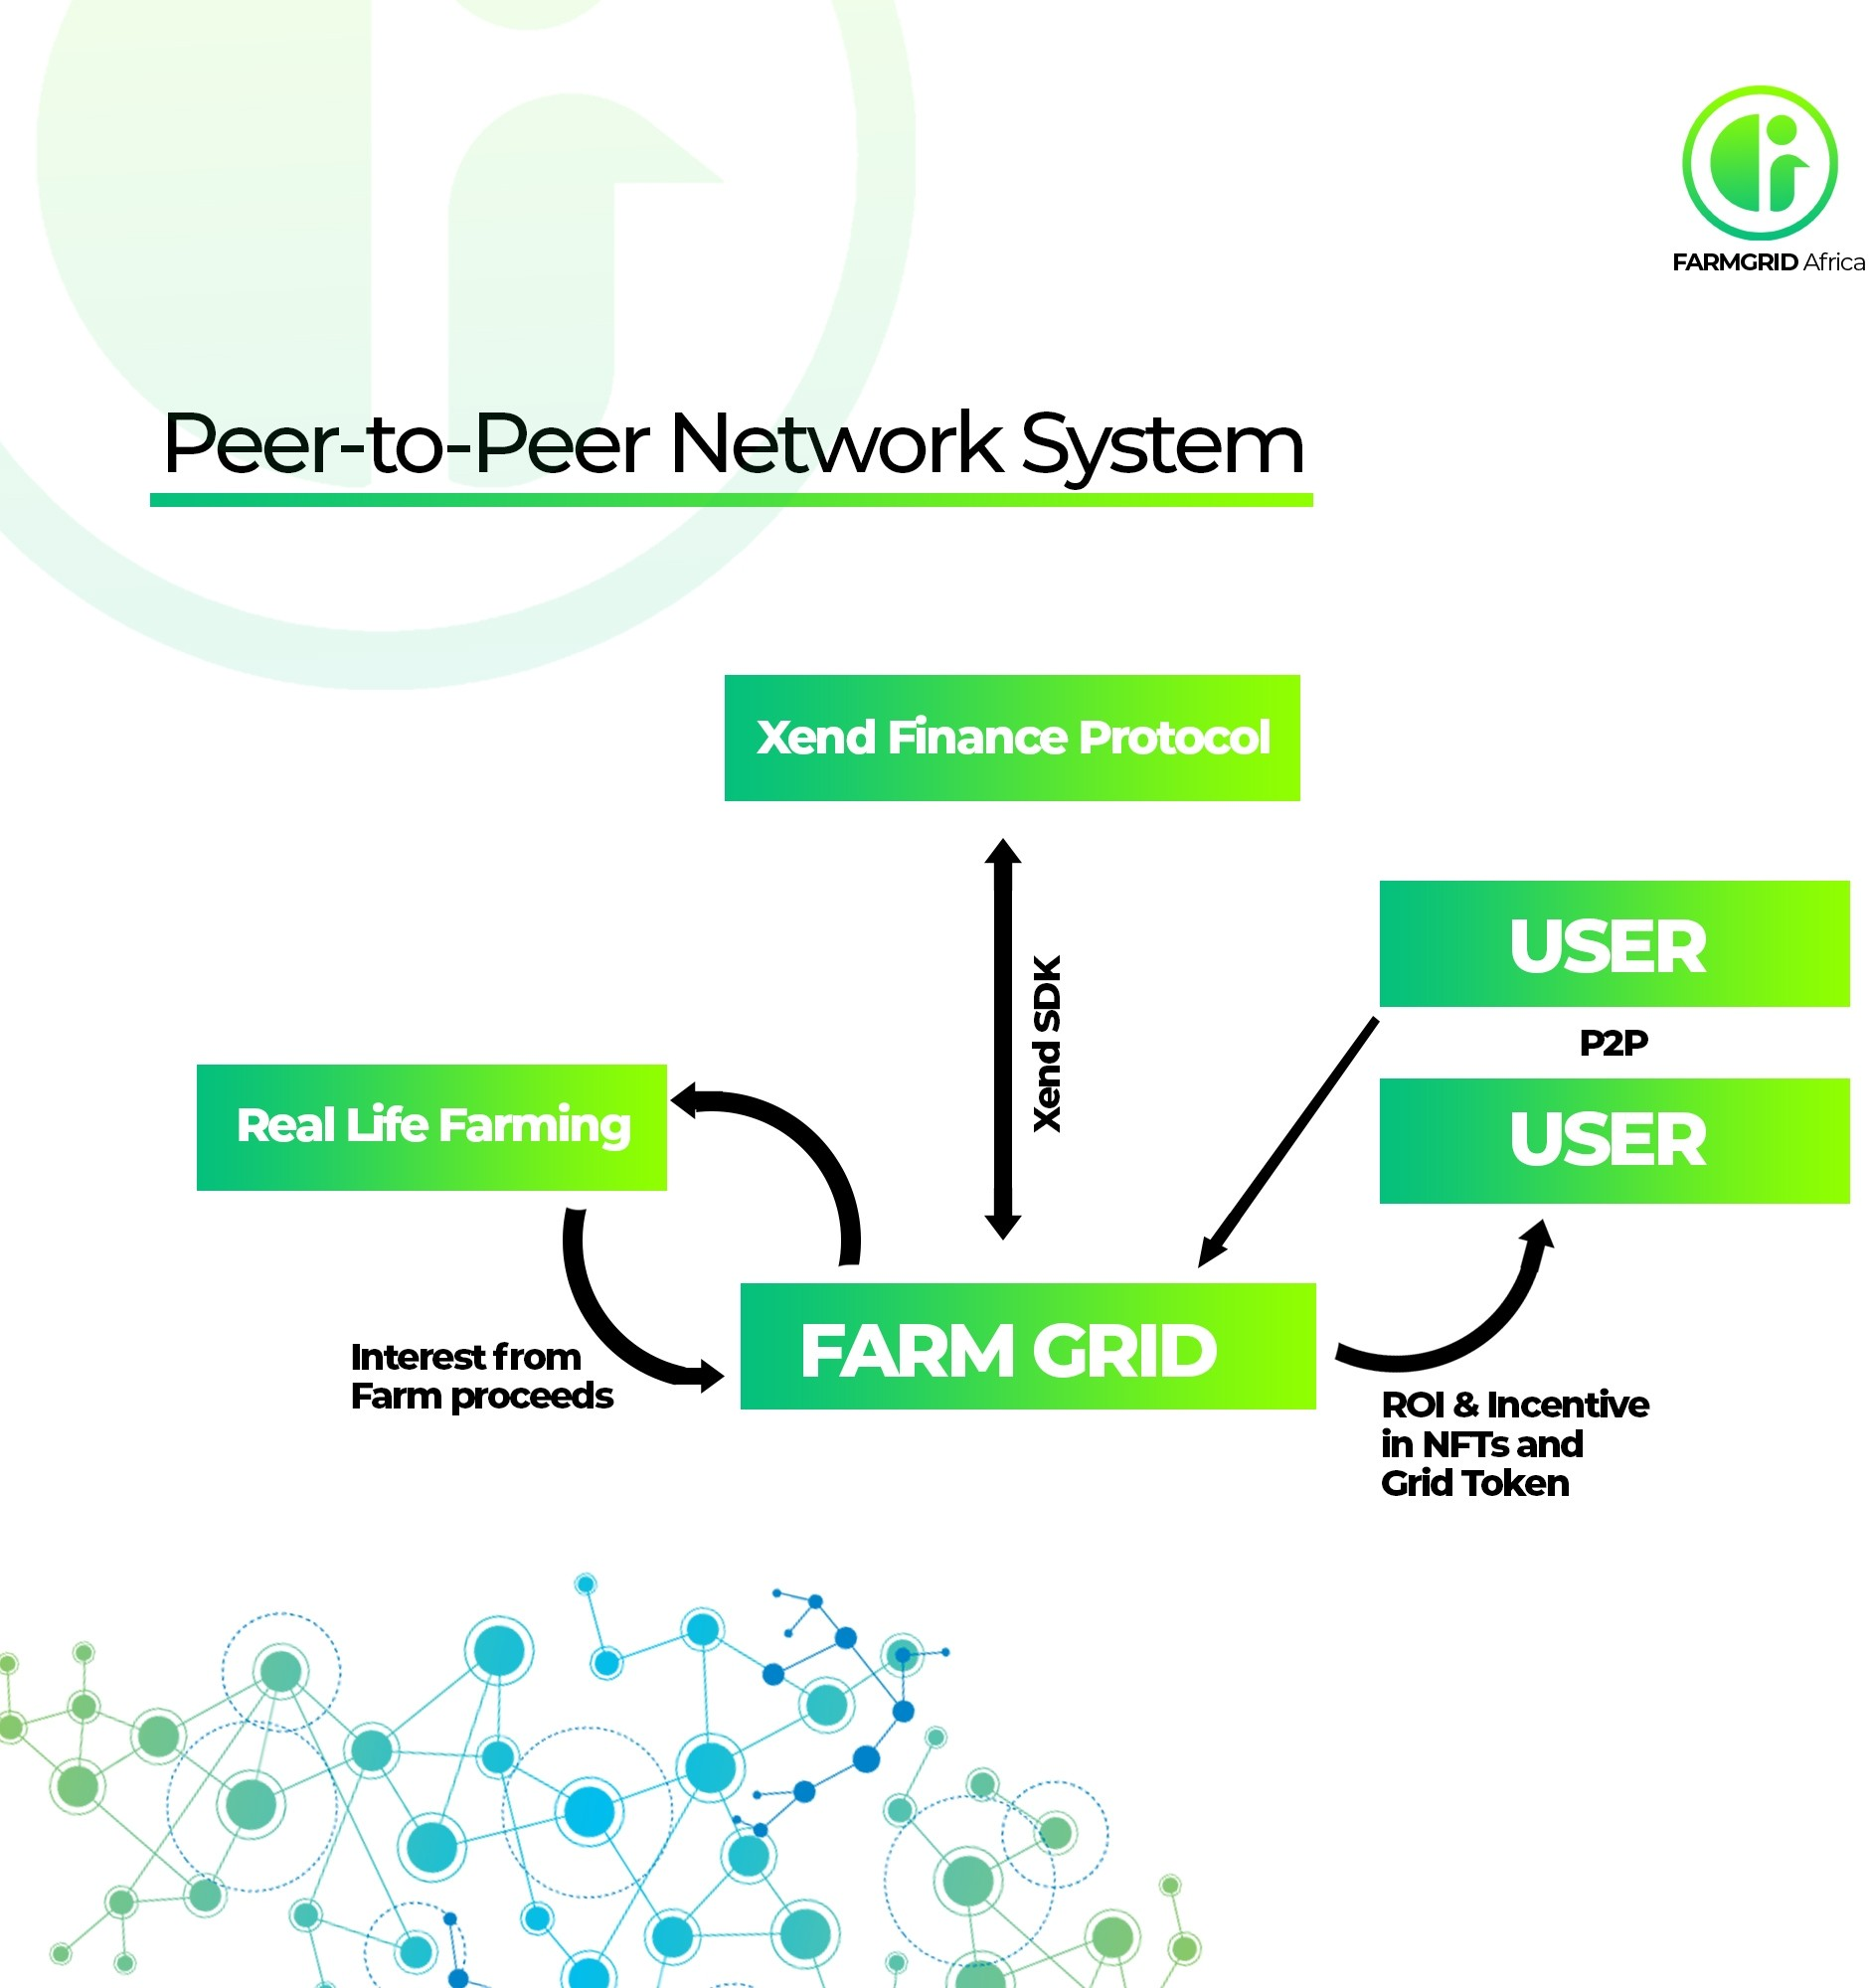 FARMGRID Africa
Peer-to-Peer Network System
Xend Finance Protocol
USER
Xend SDK
P2P
Real Life Farming
USER
FARM GRID
Interest from
Farm proceeds
ROI & Incentive
in NFTs and
Grid Token